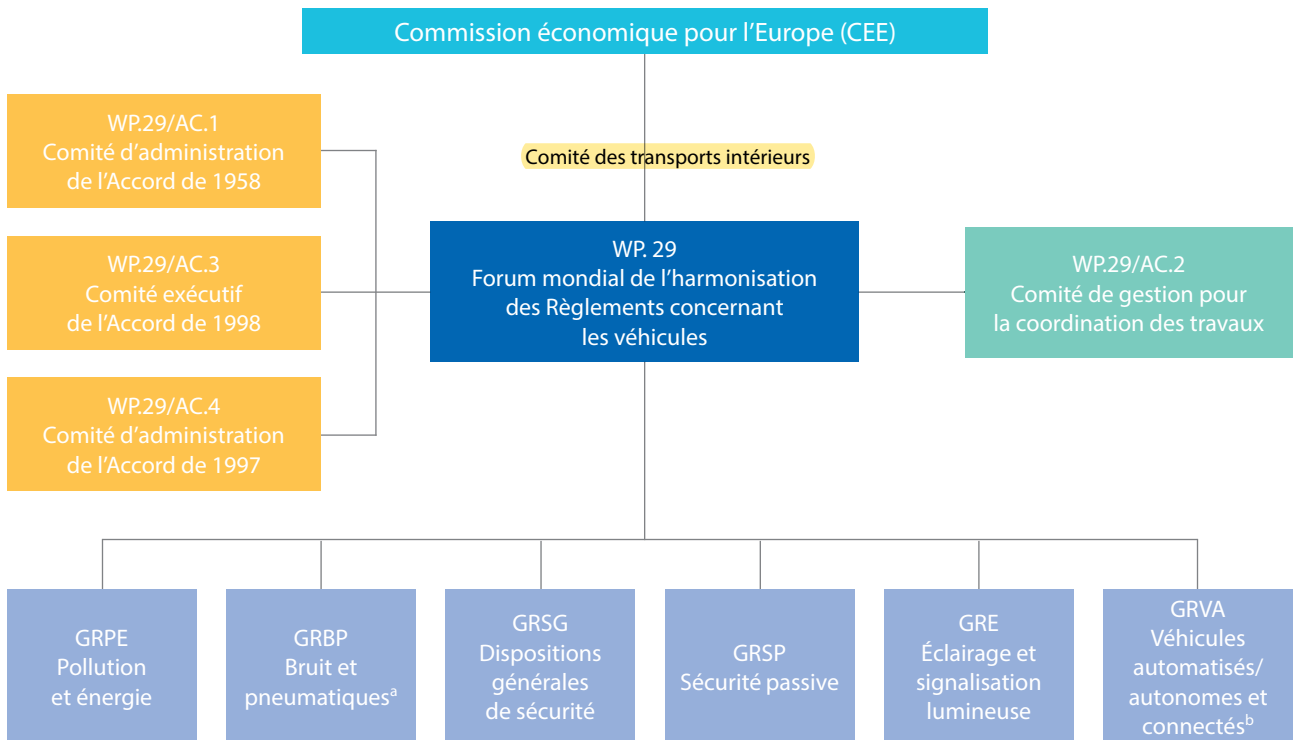 Commission économique pour l'Europe (CEE)
WP.29/AC.1
Comité d'administration
de l'Accord de 1958
Comité des transports intérieurs
WP.29/AC.3
Comité exécutif
de l'Accord de 1998
WP. 29
Forum mondial de l'harmonisation
des Règlements concernant
les véhicules
WP.29/AC.2
Comité de gestion pour
la coordination des travaux
WP.29/AC.4
Comité d'administration
de l'Accord de 1997
GRPE
Pollution
et énergie
GRBP
Bruit et
pneumatiquesᵃ
GRSG
Dispositions
générales
de sécurité
GRSP
Sécurité passive
GRE
Éclairage et
signalisation
lumineuse
GRVA
Véhicules
automatisés/
autonomes et
connectésᵇ